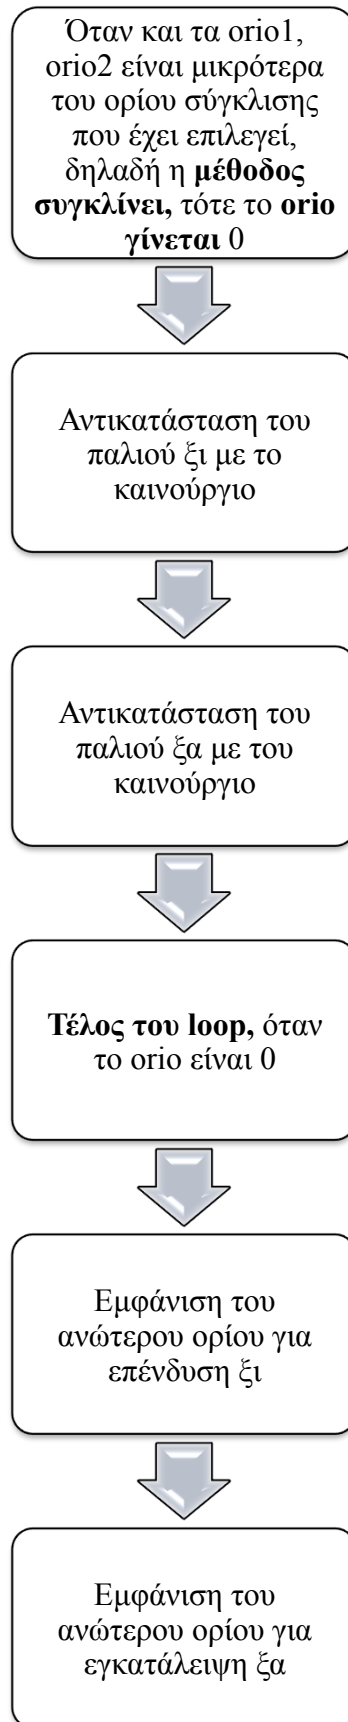 Όταν και τα orio1,
orio2 είναι μικρότερα
του ορίου σύγκλισης
που έχει επιλεγεί,
δηλαδή η μέθοδος
συγκλίνει, τότε το orio
γίνεται 0
Αντικατάσταση του
παλιού ξι με το
καινούργιο
Αντικατάσταση του
παλιού ξα με του
καινούργιο
Τέλος του loop, όταν
το orio είναι 0
Εμφάνιση του
ανώτερου ορίου για
επένδυση ξι
Εμφάνιση του
ανώτερου ορίου για
εγκατάλειψη ξα